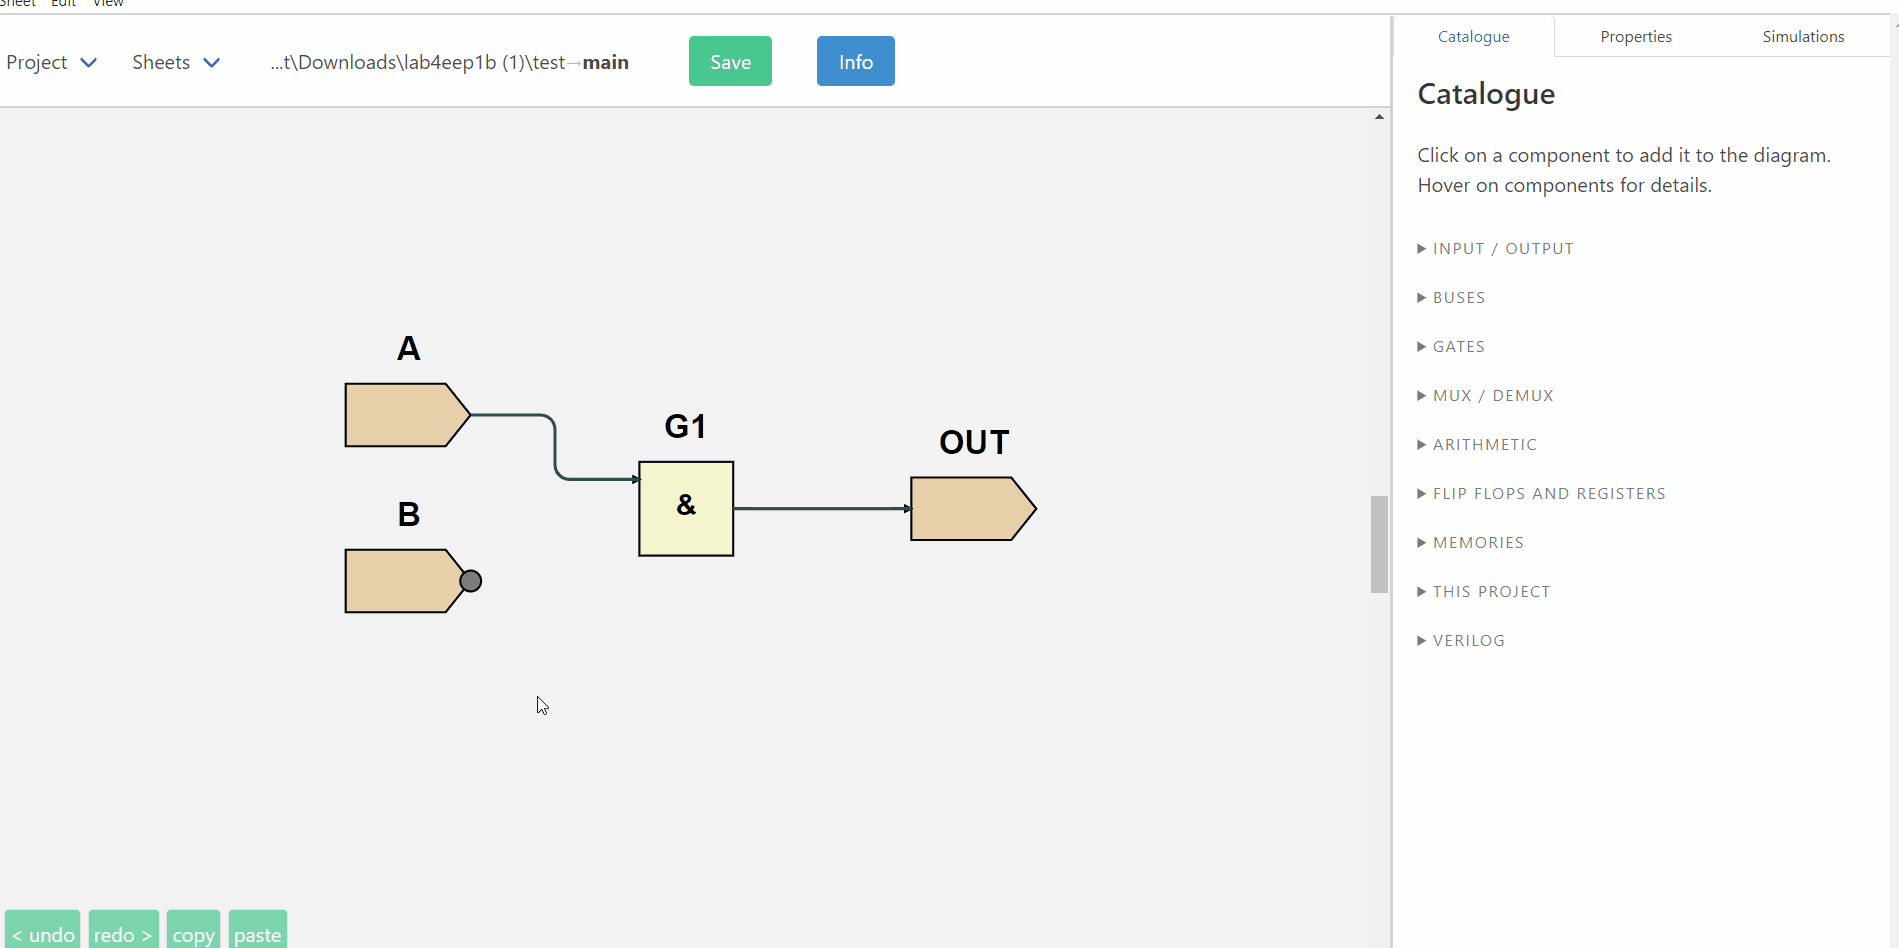 Sheet Edit View
Project Sheets ...t\Downloads\lab4eep1b (1)\test→main Save Info
Catalogue Properties Simulations
Catalogue
Click on a component to add it to the diagram.
Hover on components for details.
INPUT / OUTPUT
BUSES
GATES
MUX / DEMUX
ARITHMETIC
FLIP FLOPS AND REGISTERS
MEMORIES
THIS PROJECT
VERILOG
A
B
G1
&
OUT
< undo redo > copy paste